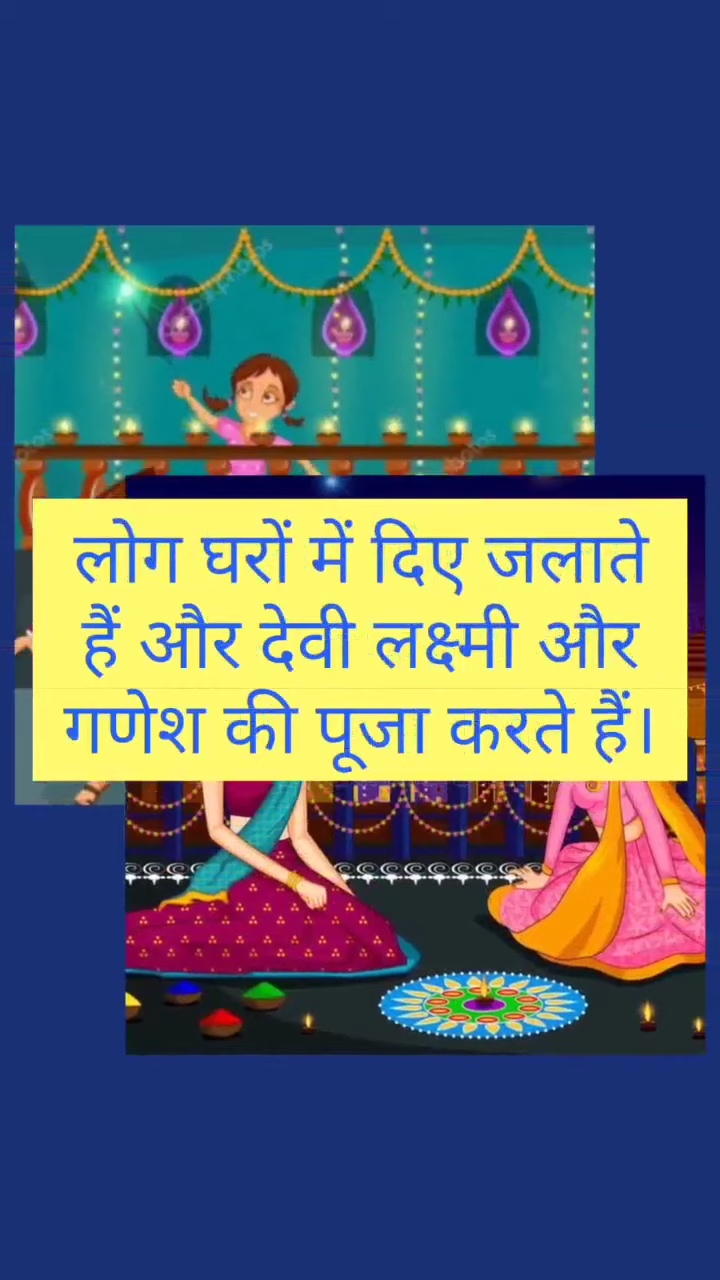 लोग घरों में दिए जलाते
हैं और देवी लक्ष्मी और
गणेश की पूजा करते हैं।